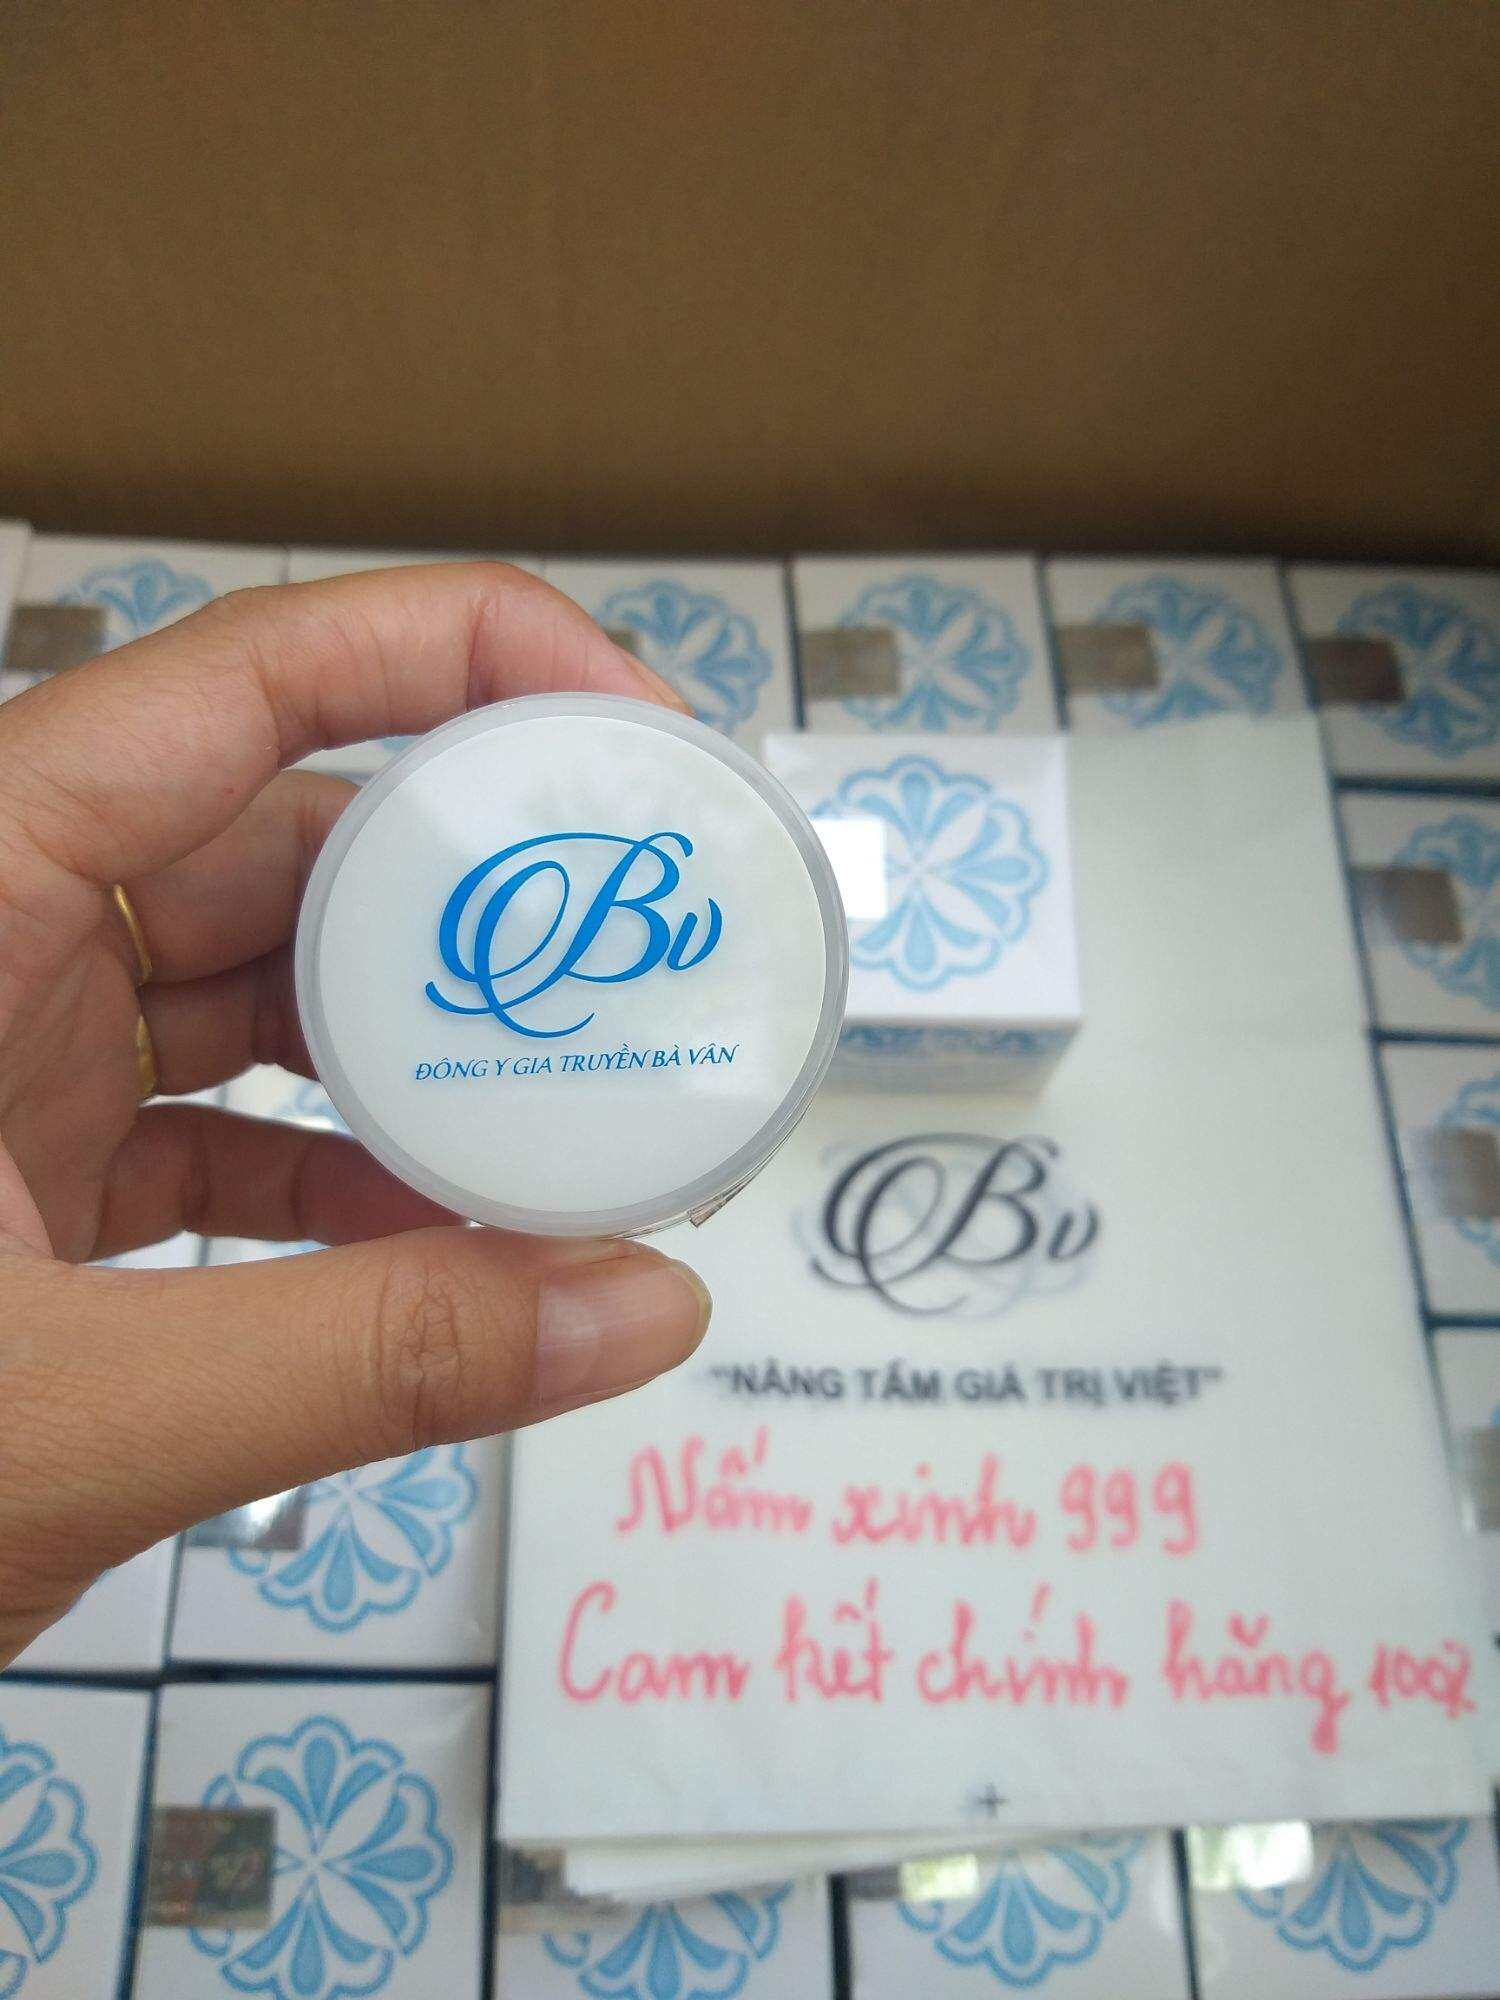 Bv
ĐÔNG Y GIA TRUYỀN BÀ VÂN
Bv
"NÂNG TẦM GIÁ TRỊ VIỆT"
Nấm xinh 999
Cam kết chính hãng 100%